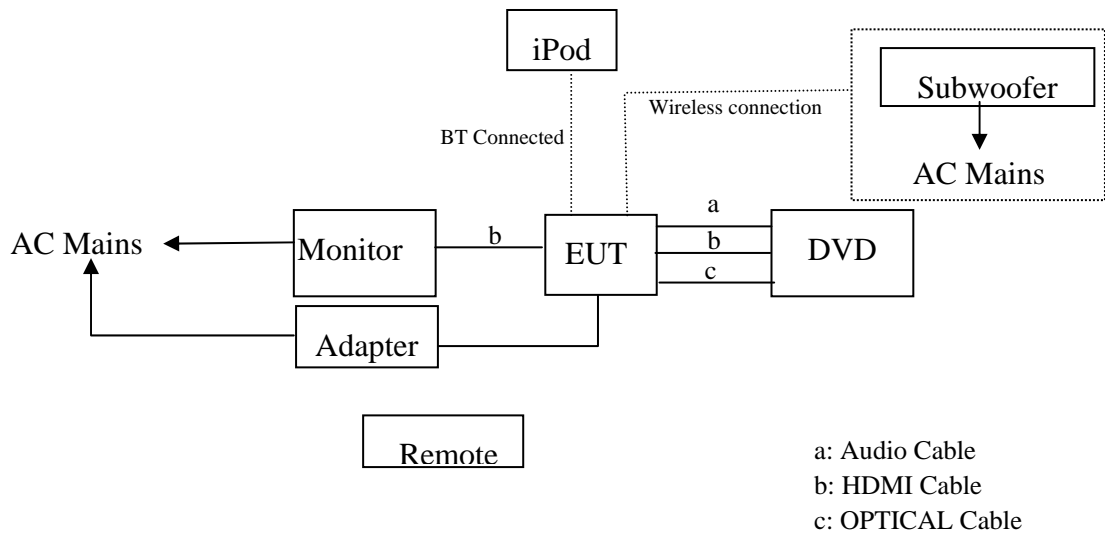 iPod
Subwoofer
Wireless connection
BT Connected
AC Mains
a
AC Mains
Monitor
b
EUT
b
DVD
c
Adapter
Remote
a: Audio Cable
b: HDMI Cable
c: OPTICAL Cable